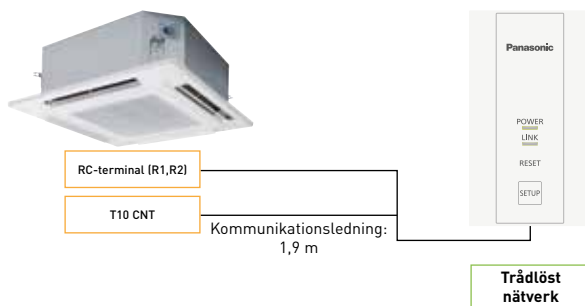 Panasonic
POWER
LINK
RESET
SETUP
RC-terminal (R1,R2)
T10 CNT
Kommunikationsledning:
1,9 m
Trådlöst
nätverk